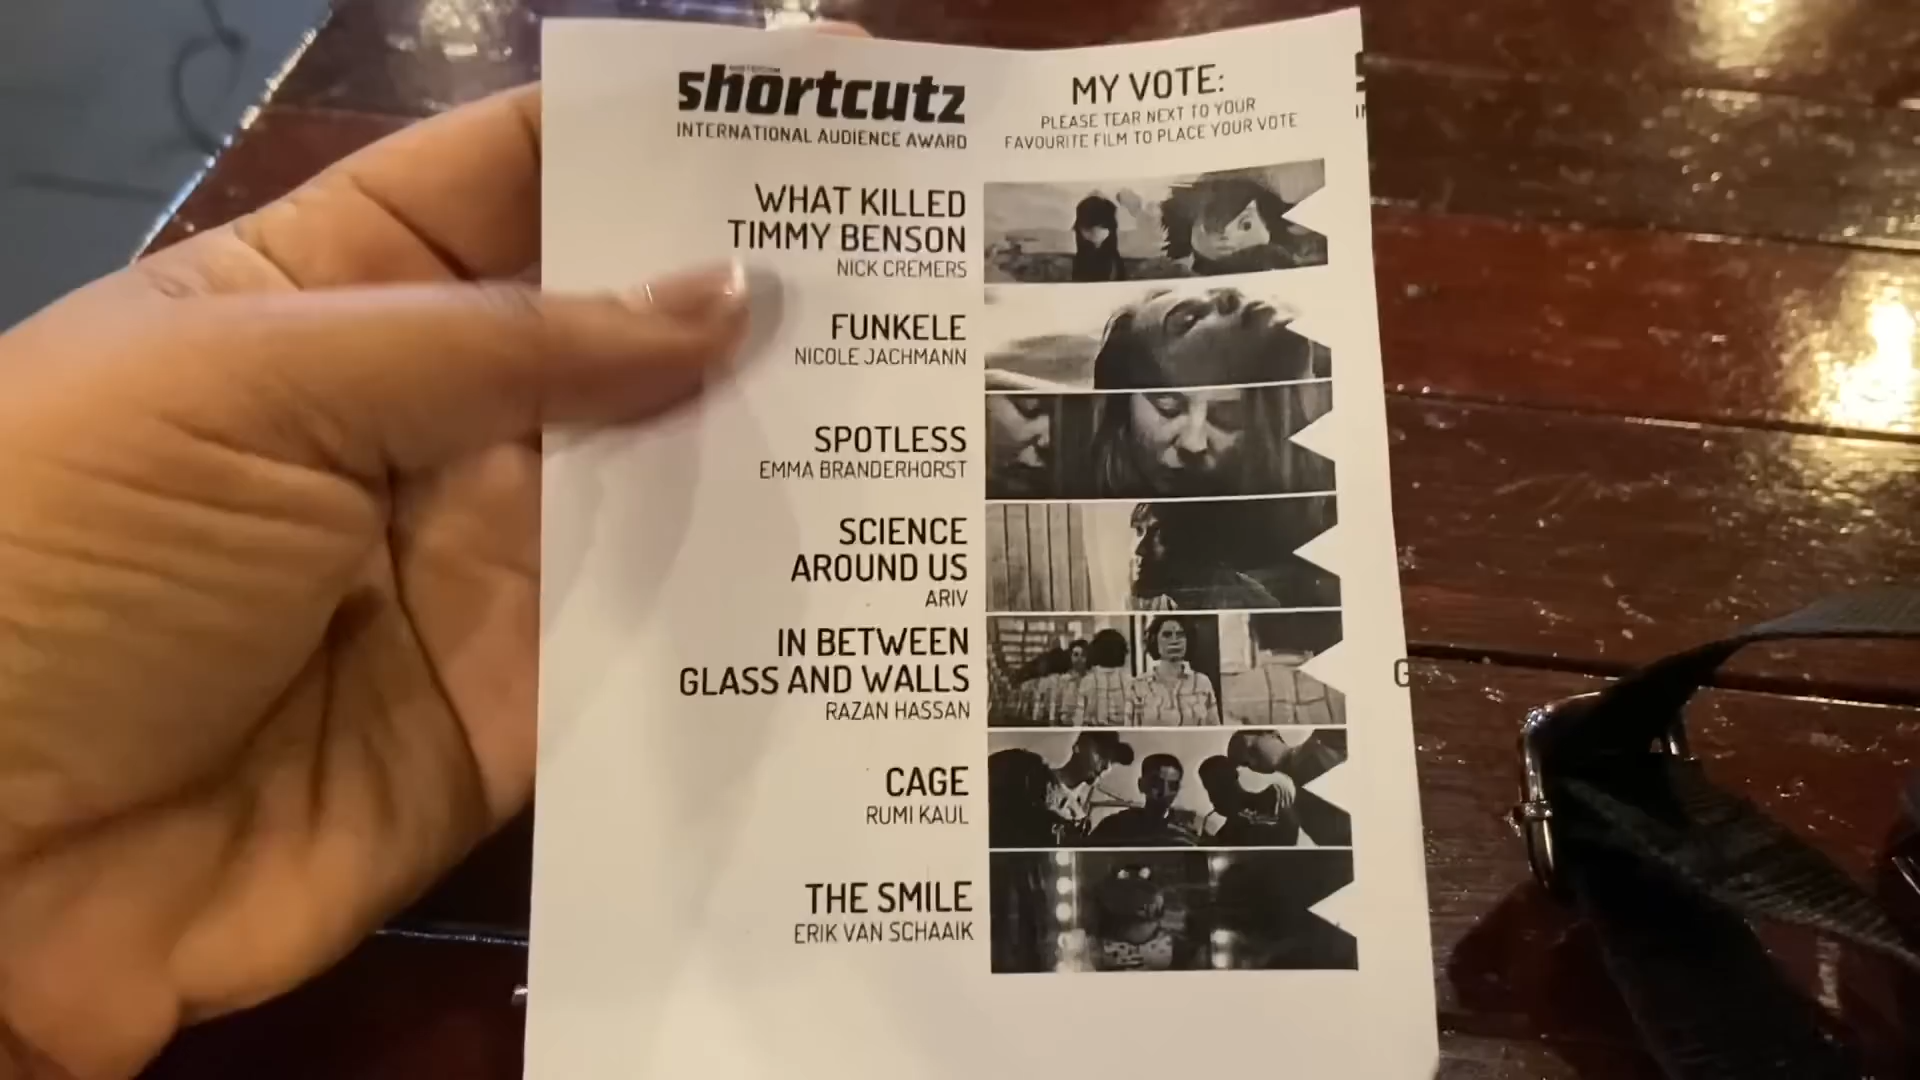 shortcutz
INTERNATIONAL AUDIENCE AWARD
MY VOTE:
PLEASE TEAR NEXT TO YOUR
FAVOURITE FILM TO PLACE YOUR VOTE
WHAT KILLED
TIMMY BENSON
NICK CREMERS
FUNKELE
NICOLE JACHMANN
SPOTLESS
EMMA BRANDERHORST
SCIENCE
AROUND US
ARIV
IN BETWEEN
GLASS AND WALLS
RAZAN HASSAN
CAGE
RUMI KAUL
THE SMILE
ERIK VAN SCHAAIK